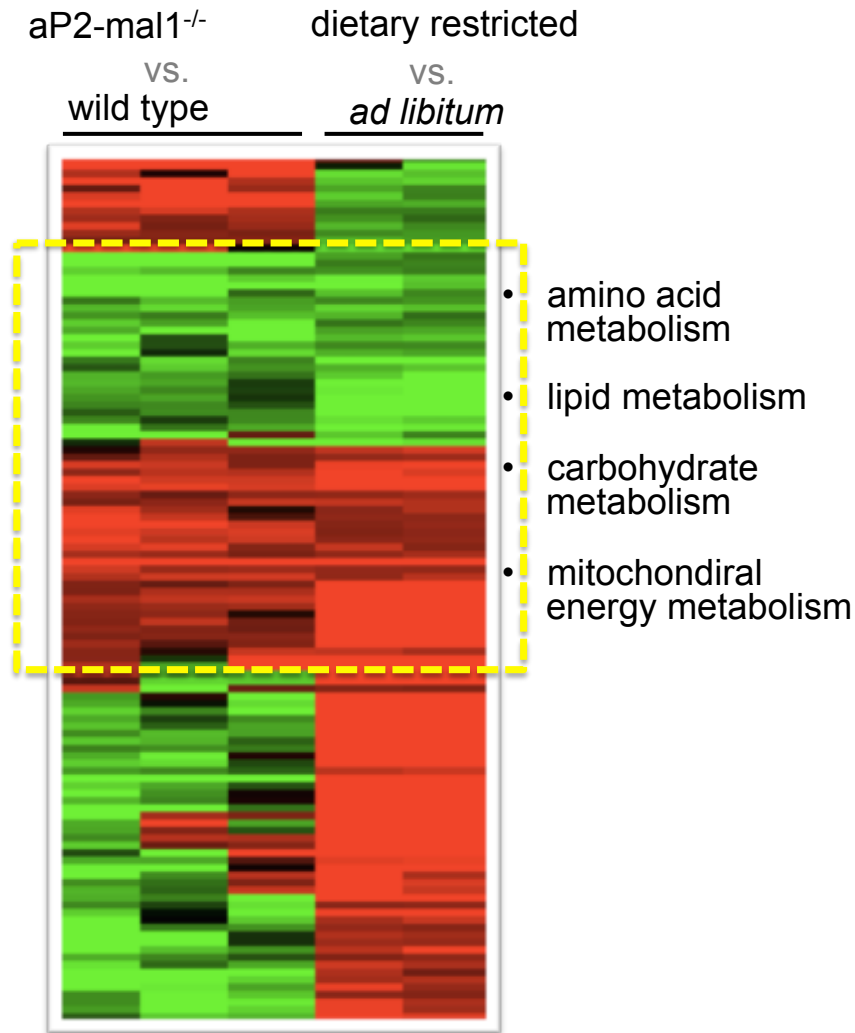 aP2-mal1-/-
vs.
wild type
dietary restricted
vs.
ad libitum
• amino acid
metabolism
• lipid metabolism
• carbohydrate
metabolism
• mitochondiral
energy metabolism